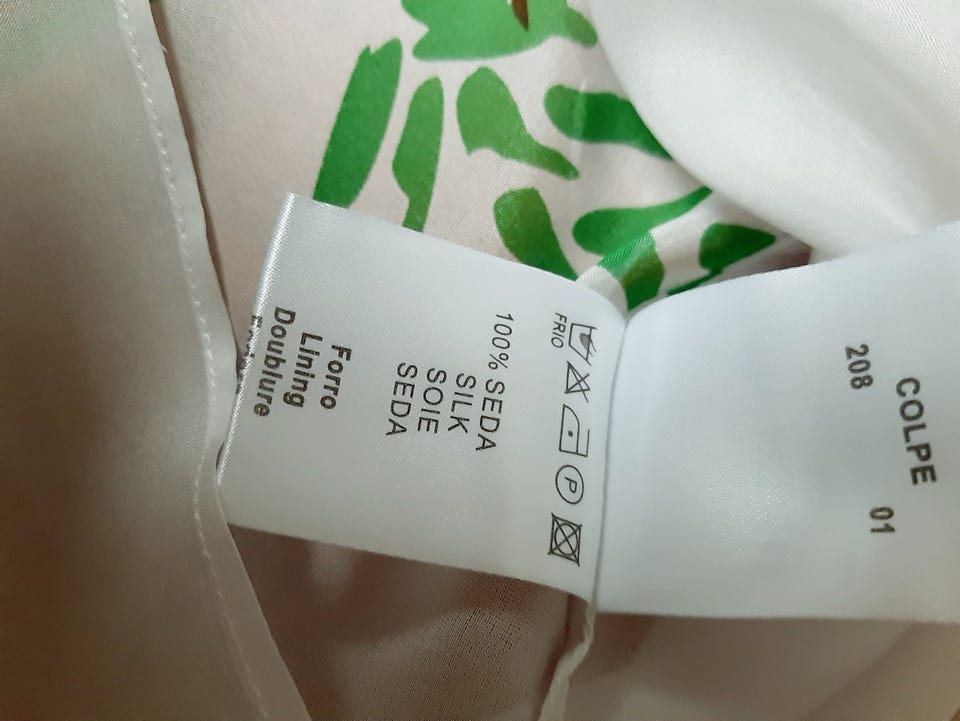 COLPE
208 01
FRIO
P
100% SEDA
SILK
SOIE
SEDA
Forro
Lining
Doublure